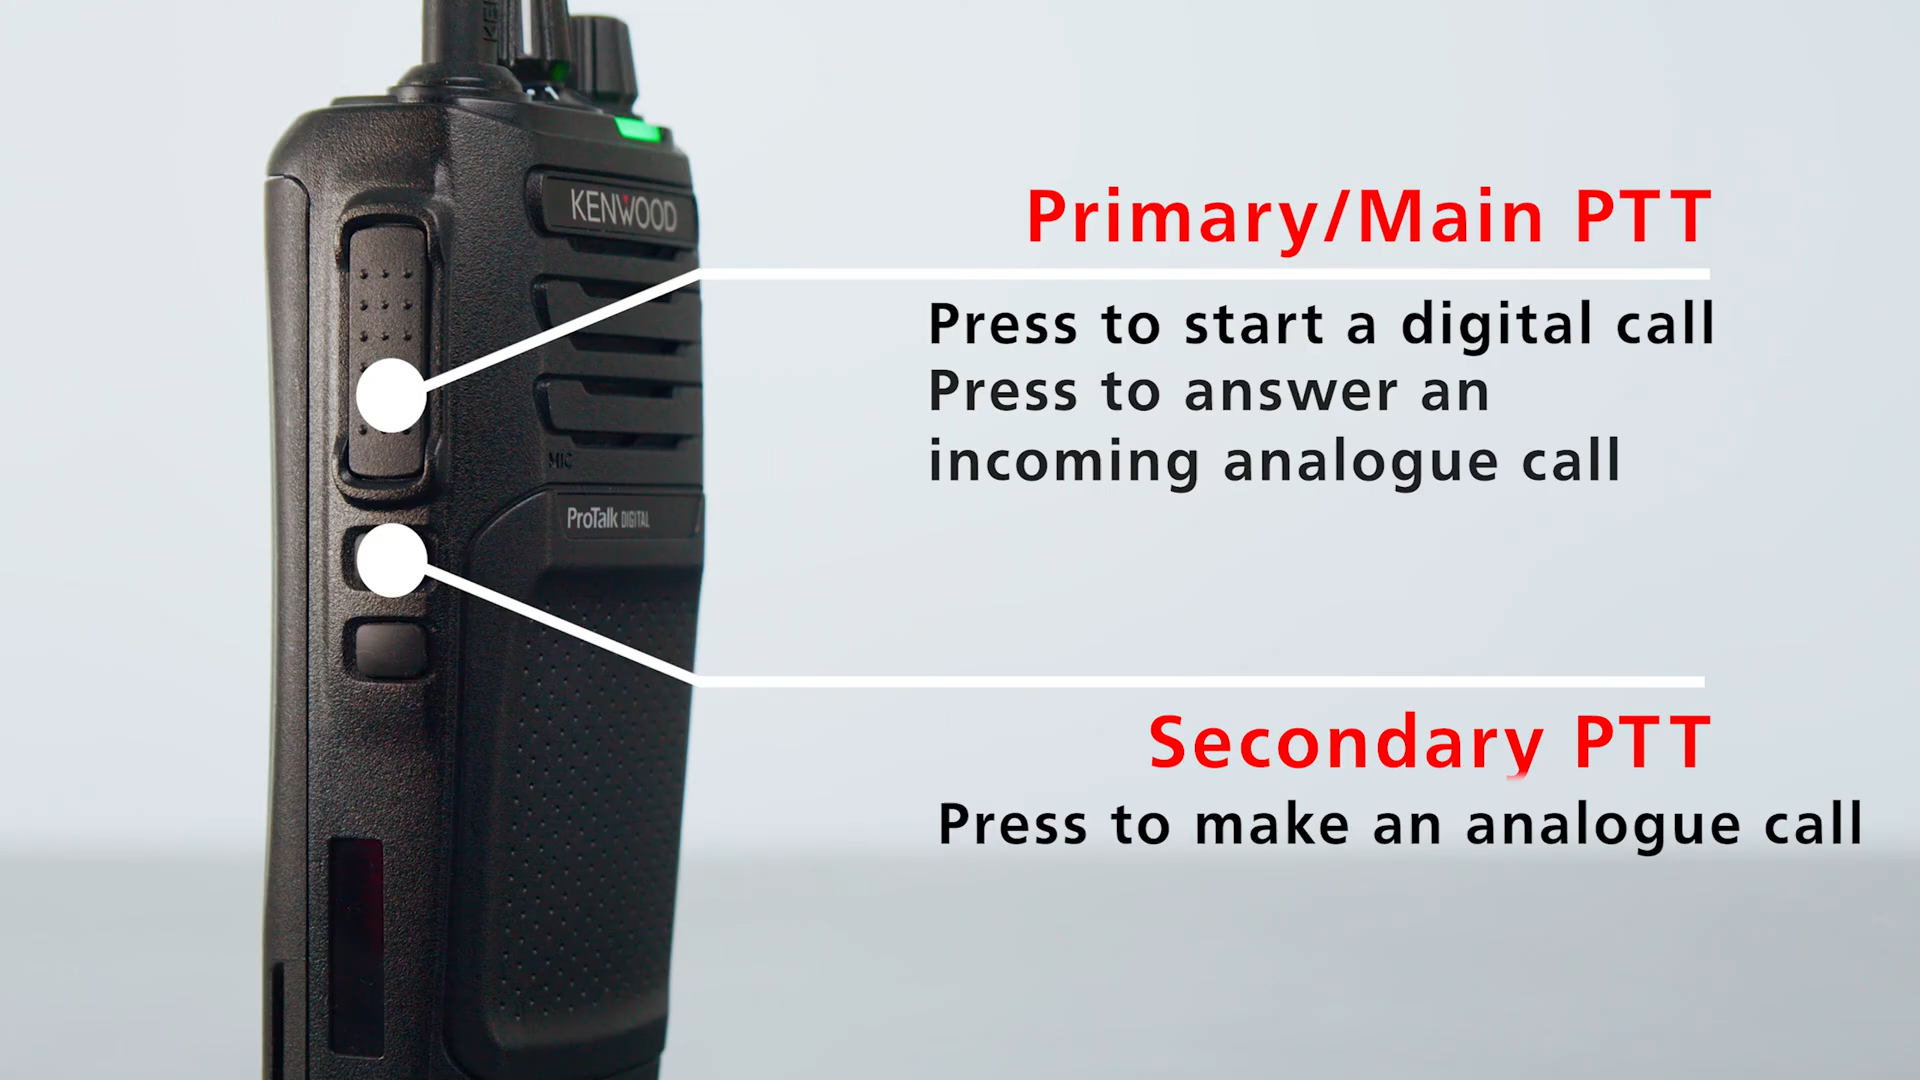 KENWOOD
Primary/Main PTT
Press to start a digital call
Press to answer an
incoming analogue call
MIC
ProTalk DIGITAL
Secondary PTT
Press to make an analogue call